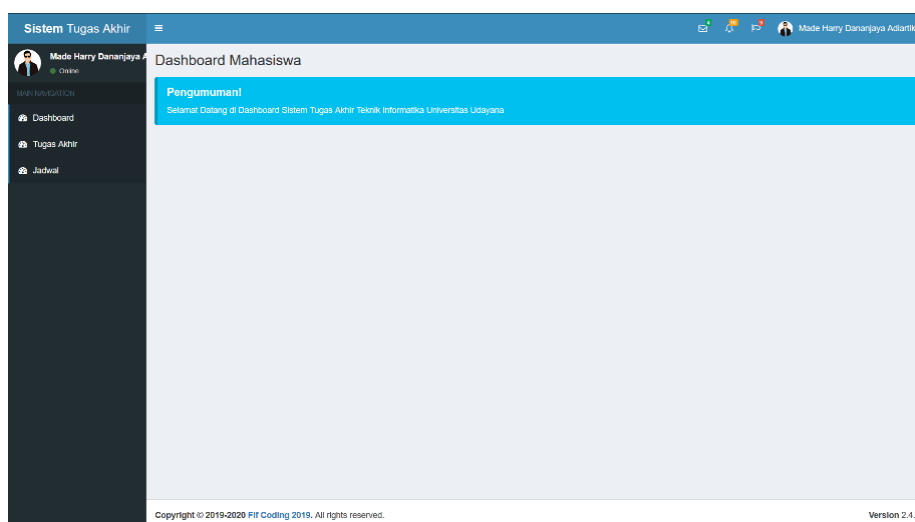 Sistem Tugas Akhir
Made Harry Dananjaya Adiartik
Made Harry Dananjaya A
Online
MAIN NAVIGATION
Dashboard
Tugas Akhir
Jadwal
Dashboard Mahasiswa
Pengumuman!
Selamat Datang di Dashboard Sistem Tugas Akhir Teknik Informatika Universitas Udayana
Copyright © 2019-2020 Fif Coding 2019. All rights reserved.
Version 2.4.